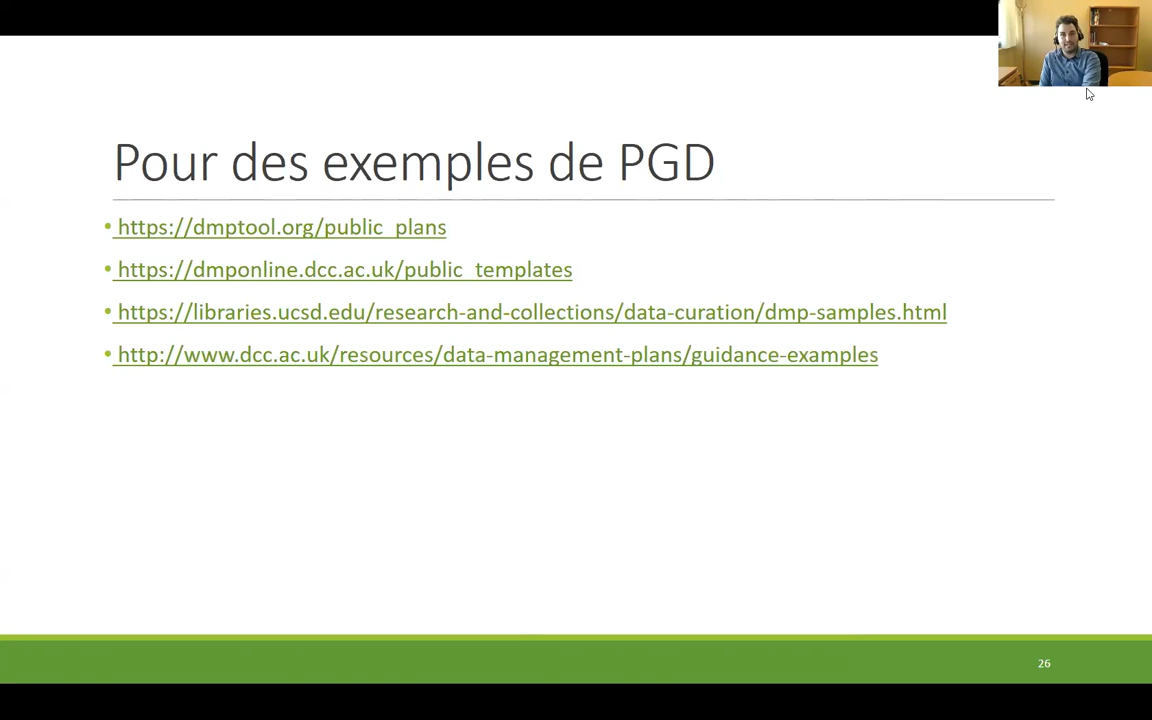 Pour des exemples de PGD
• https://dmptool.org/public_plans
• https://dmponline.dcc.ac.uk/public_templates
• https://libraries.ucsd.edu/research-and-collections/data-curation/dmp-samples.html
• http://www.dcc.ac.uk/resources/data-management-plans/guidance-examples
26